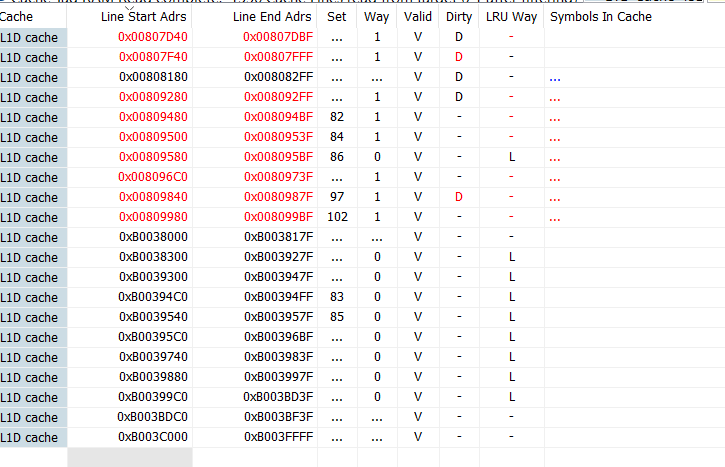 Cache Line Start Adrs Line End Adrs Set Way Valid Dirty LRU Way Symbols In Cache
L1D cache 0x00807D40 0x00807DBF ... 1 V D -
L1D cache 0x00807F40 0x00807FFF ... 1 V D -
L1D cache 0x00808180 0x008082FF ... ... V D - ...
L1D cache 0x00809280 0x008092FF ... 1 V D - ...
L1D cache 0x00809480 0x008094BF 82 1 V - - ...
L1D cache 0x00809500 0x0080953F 84 1 V - - ...
L1D cache 0x00809580 0x008095BF 86 0 V - L ...
L1D cache 0x008096C0 0x0080973F ... 1 V - - ...
L1D cache 0x00809840 0x0080987F 97 1 V D - ...
L1D cache 0x00809980 0x008099BF 102 1 V - - ...
L1D cache 0xB0038000 0xB003817F ... ... V - -
L1D cache 0xB0038300 0xB003927F ... 0 V - L
L1D cache 0xB0039300 0xB003947F ... 0 V - L
L1D cache 0xB00394C0 0xB00394FF 83 0 V - L
L1D cache 0xB0039540 0xB003957F 85 0 V - L
L1D cache 0xB00395C0 0xB00396BF ... 0 V - L
L1D cache 0xB0039740 0xB003983F ... 0 V - L
L1D cache 0xB0039880 0xB003997F ... 0 V - L
L1D cache 0xB00399C0 0xB003BD3F ... 0 V - L
L1D cache 0xB003BDC0 0xB003BF3F ... ... V - -
L1D cache 0xB003C000 0xB003FFFF ... ... V - -